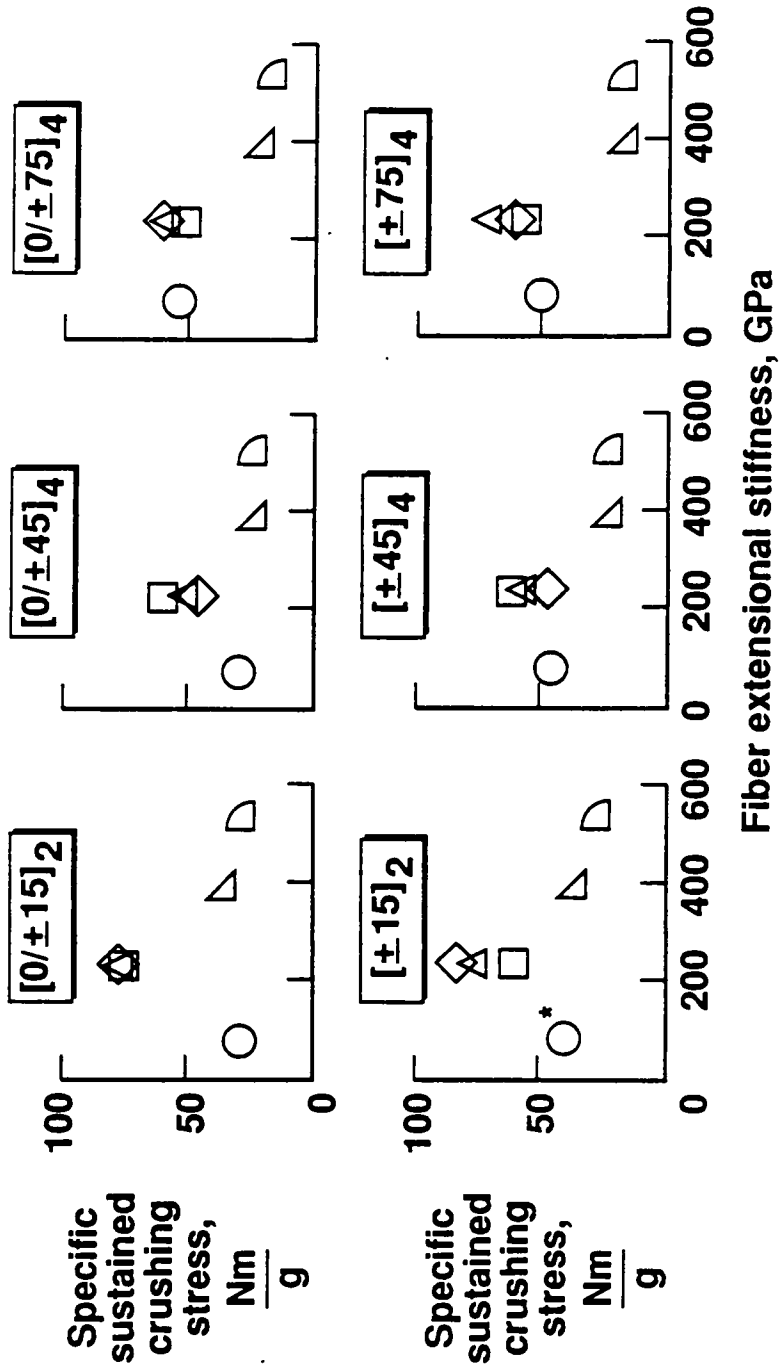 [0/±15]2
[0/±45]4
[0/±75]4
Specific
sustained
crushing
stress,
Nm
g
100
50
0
[±15]2
[±45]4
[±75]4
Specific
sustained
crushing
stress,
Nm
g
100
50
*
0
200
400
600
0
200
400
600
0
200
400
600
Fiber extensional stiffness, GPa